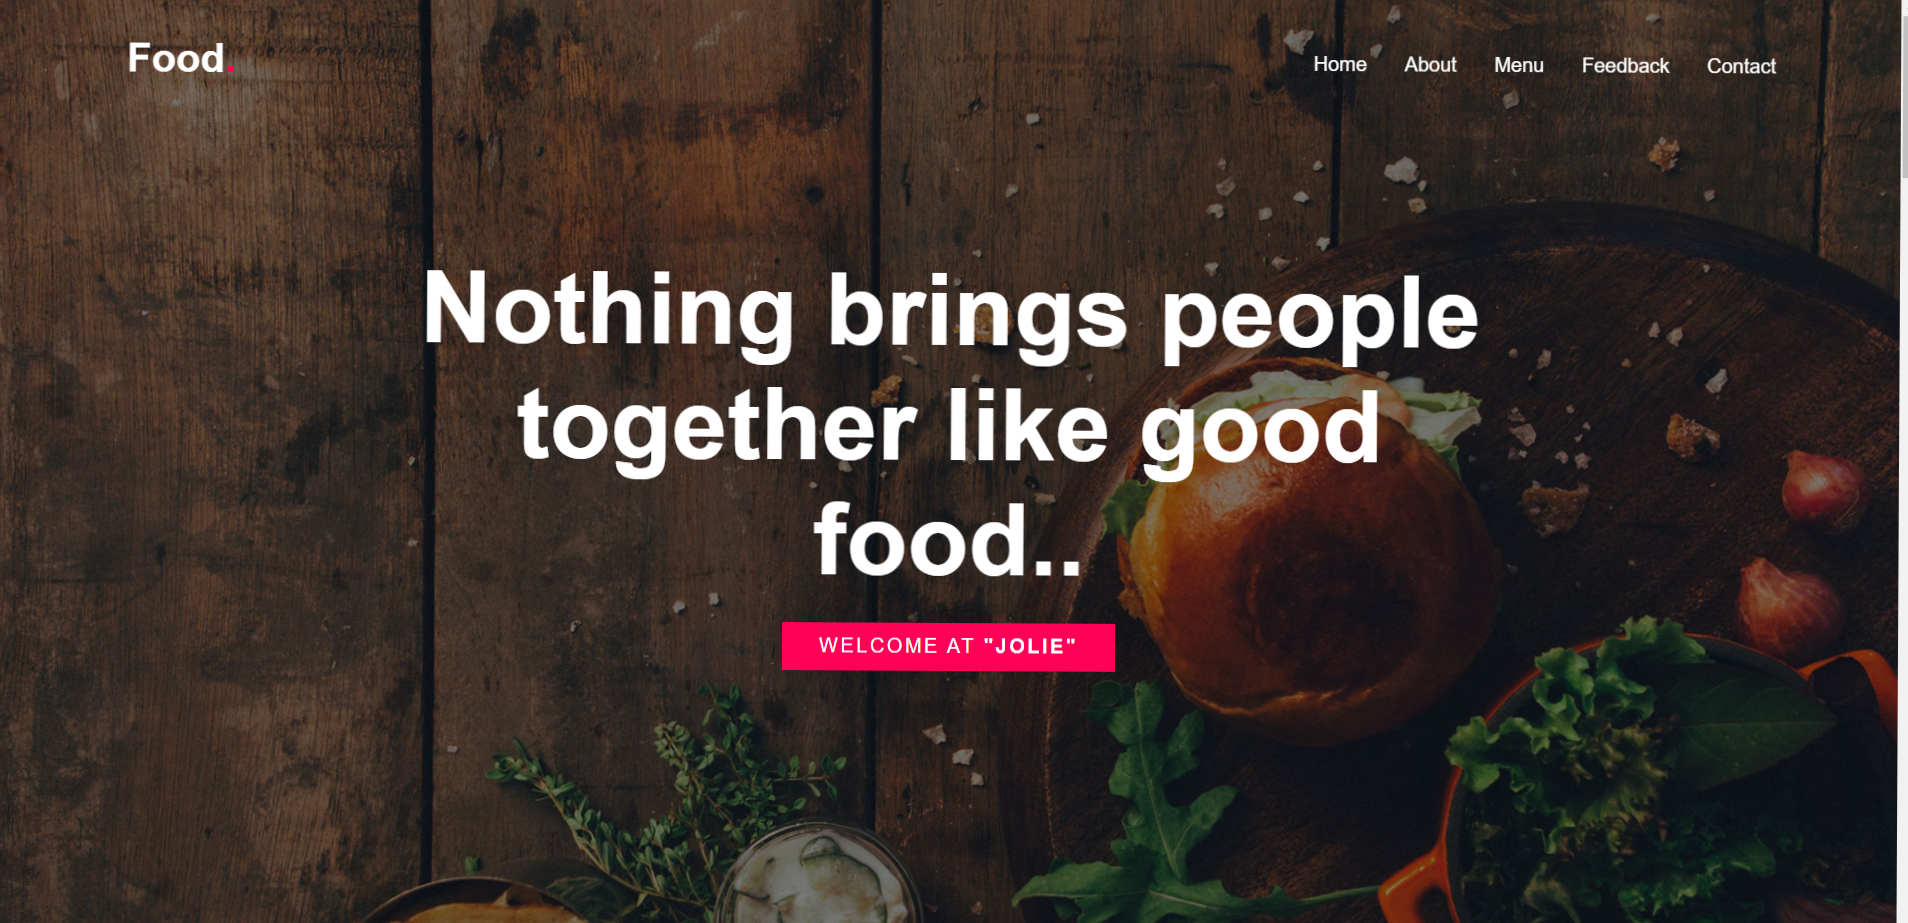 Food.
Home About Menu Feedback Contact
Nothing brings people
together like good
food..
WELCOME AT "JOLIE"